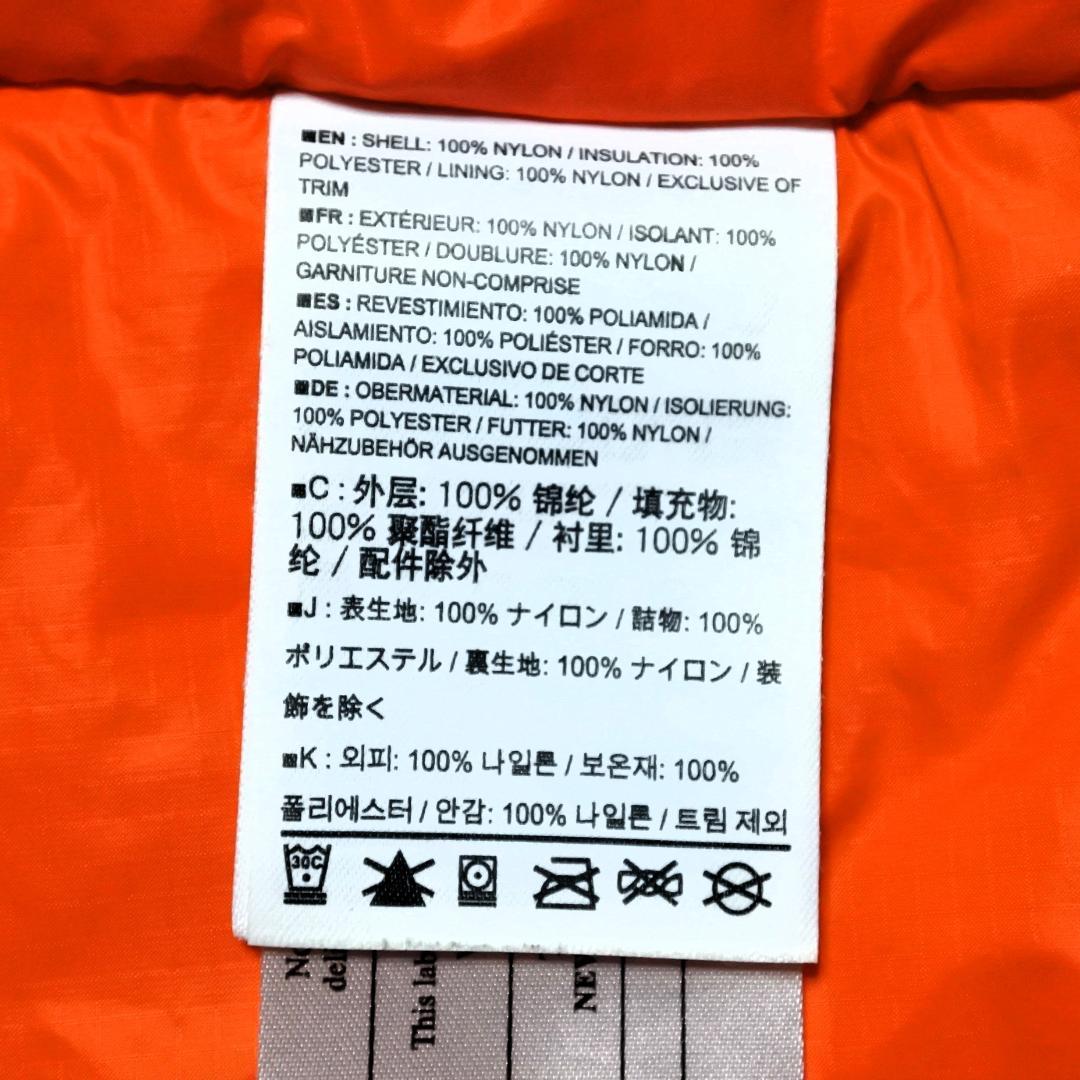 ■EN : SHELL: 100% NYLON / INSULATION: 100%
POLYESTER / LINING: 100% NYLON / EXCLUSIVE OF
TRIM
■FR : EXTÉRIEUR: 100% NYLON / ISOLANT: 100%
POLYÉSTER / DOUBLURE: 100% NYLON /
GARNITURE NON-COMPRISE
■ES : REVESTIMIENTO: 100% POLIAMIDA /
AISLAMIENTO: 100% POLIÉSTER / FORRO: 100%
POLIAMIDA / EXCLUSIVO DE CORTE
■DE : OBERMATERIAL: 100% NYLON / ISOLIERUNG:
100% POLYESTER / FUTTER: 100% NYLON /
NÄHZUBEHÖR AUSGENOMMEN
■C : 外层: 100% 锦纶 / 填充物:
100% 聚酯纤维 / 衬里: 100% 锦
纶 / 配件除外
■J : 表生地: 100% ナイロン / 詰物: 100%
ポリエステル / 裏生地: 100% ナイロン / 装
飾を除く
■K : 외피: 100% 나일론 / 보온재: 100%
폴리에스터 / 안감: 100% 나일론 / 트림 제외
30C
This lab